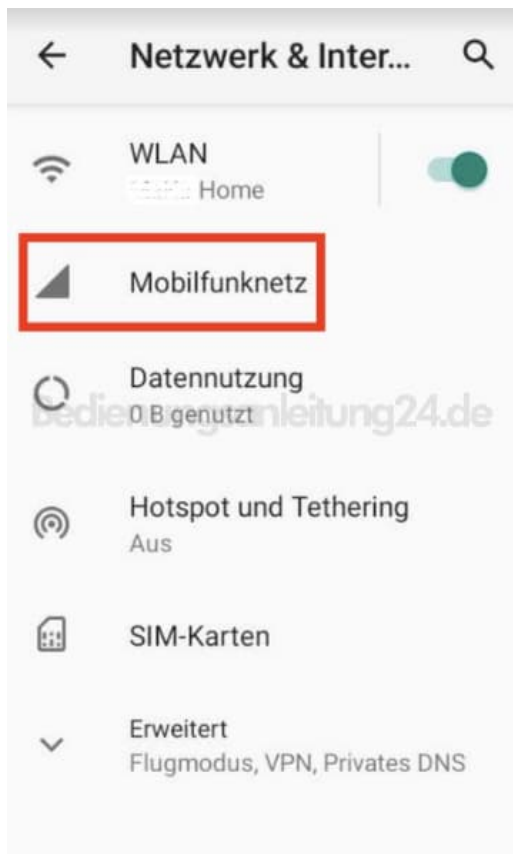 Netzwerk & Inter...
WLAN
Home
Mobilfunknetz
Datennutzung
0 B genutzt
Bedienungsanleitung24.de
Hotspot und Tethering
Aus
SIM-Karten
Erweitert
Flugmodus, VPN, Privates DNS